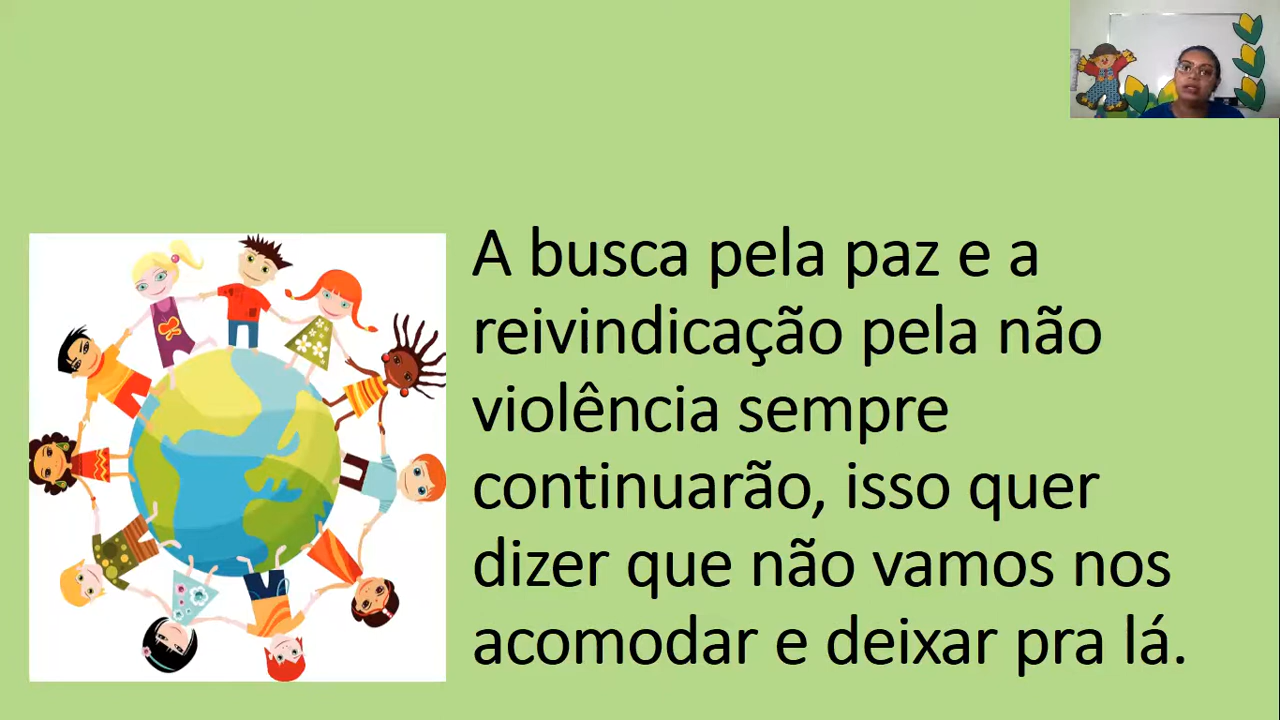 A busca pela paz e a
reivindicação pela não
violência sempre
continuarão, isso quer
dizer que não vamos nos
acomodar e deixar pra lá.